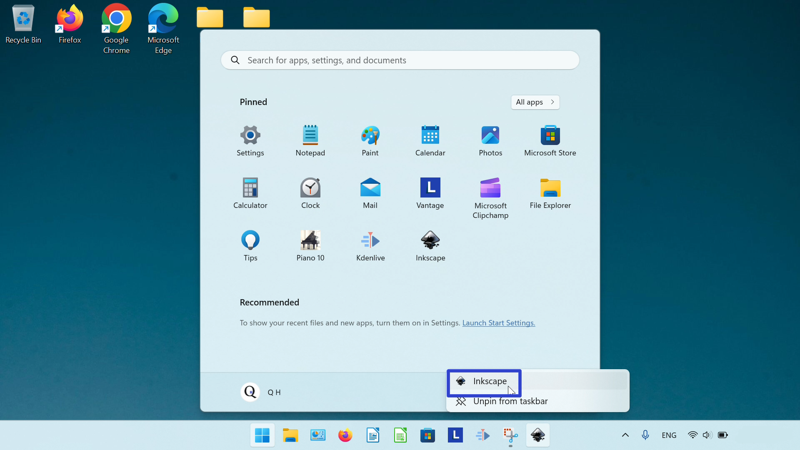 Recycle Bin
Firefox
Google
Chrome
Microsoft
Edge
Search for apps, settings, and documents
Pinned
All apps
Settings
Notepad
Paint
Calendar
Photos
Microsoft Store
Calculator
Clock
Mail
L
Vantage
Microsoft
Clipchamp
File Explorer
Tips
Piano 10
Kdenlive
Inkscape
Recommended
To show your recent files and new apps, turn them on in Settings. Launch Start Settings.
Q
Q H
Inkscape
Unpin from taskbar
L
ENG